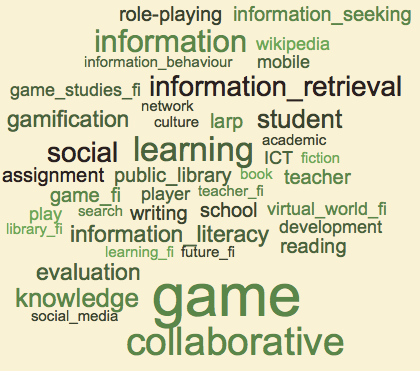 role-playing information_seeking
information wikipedia
information_behaviour mobile
game_studies_fi information_retrieval
network
gamification culture larp student
social learning academic
ICT fiction
assignment public_library book teacher
game_fi player teacher_fi
play search writing school virtual_world_fi
library_fi information_literacy development
learning_fi future_fi reading
evaluation
knowledge game
social_media
collaborative